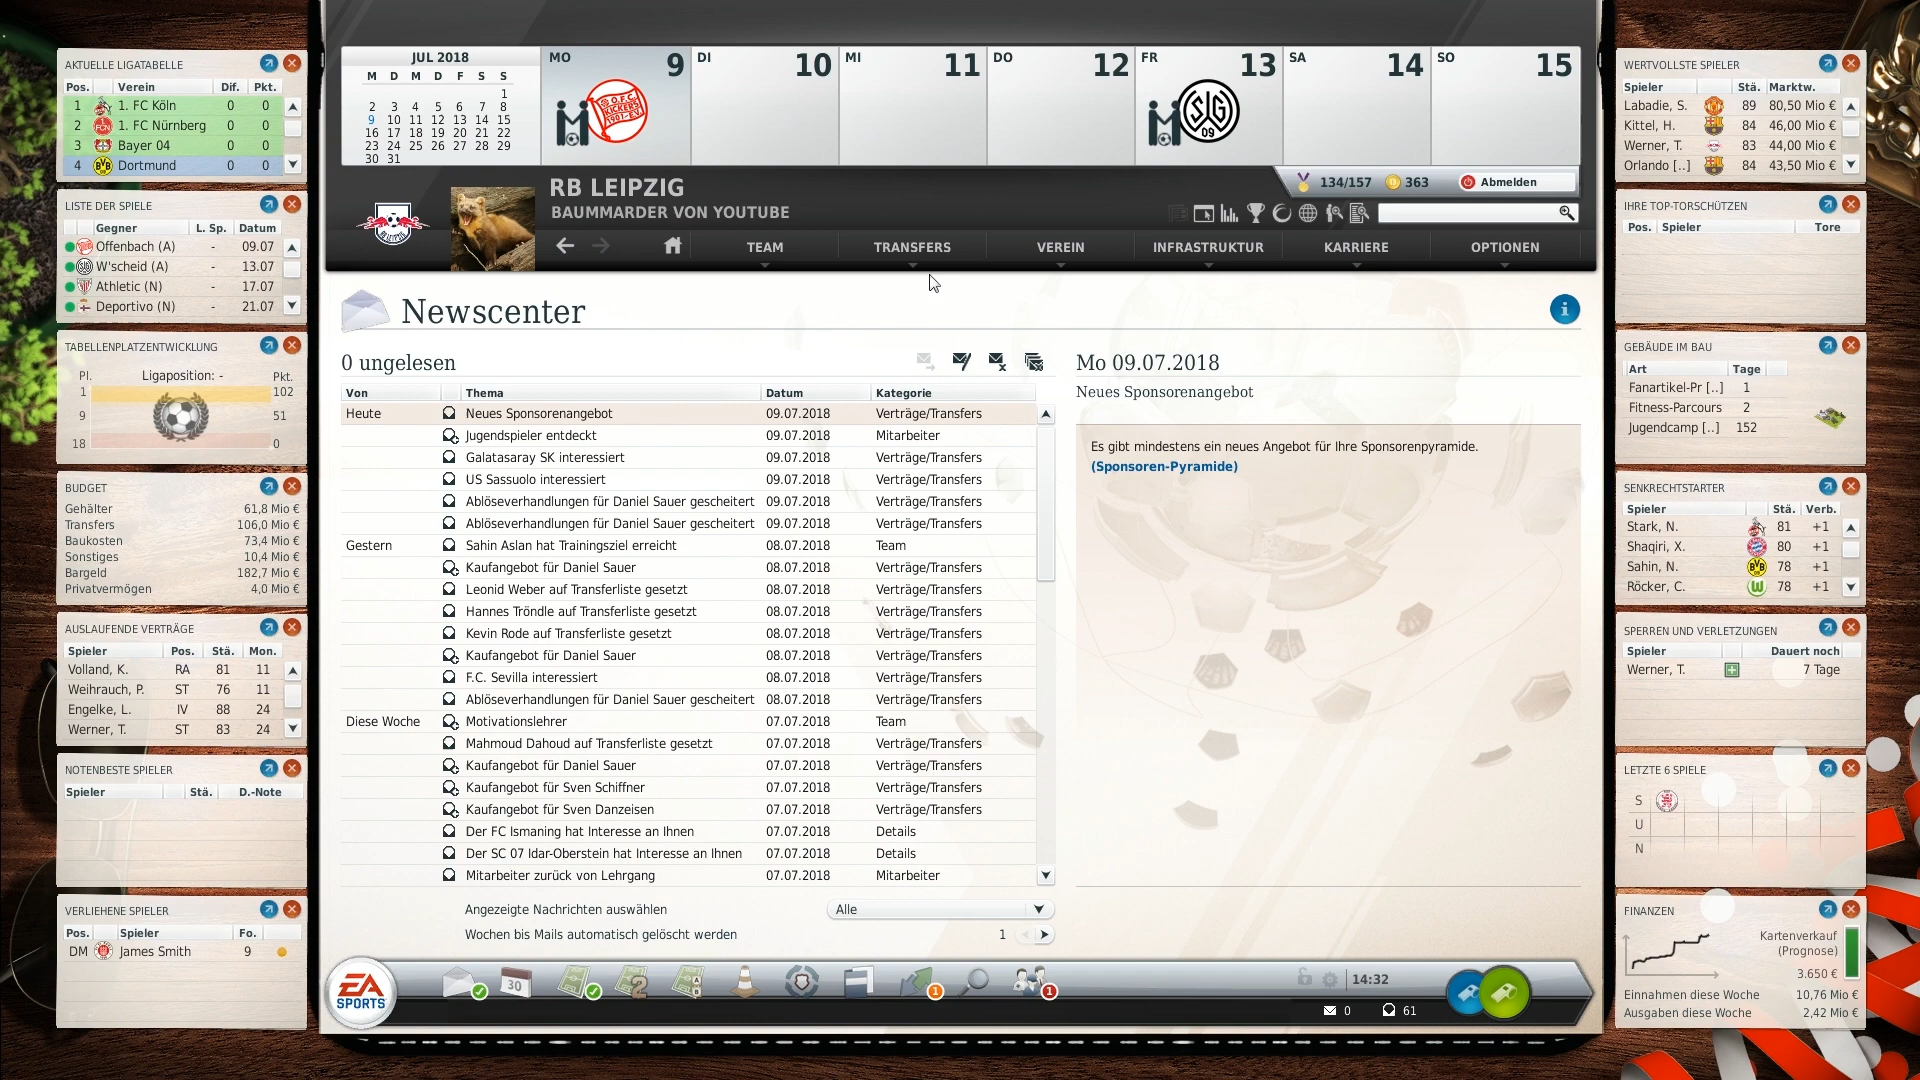 AKTUELLE LIGATABELLE
Pos. Verein Dif. Pkt.
1 1. FC Köln 0 0
2 1. FC Nürnberg 0 0
3 Bayer 04 0 0
4 Dortmund 0 0
LISTE DER SPIELE
Gegner L. Sp. Datum
Offenbach (A) - 09.07
W'scheid (A) - 13.07
Athletic (N) - 17.07
Deportivo (N) - 21.07
TABELLENPLATZENTWICKLUNG
Pl. Ligaposition: - Pkt.
1 102
9 51
18 0
BUDGET
Gehälter 61,8 Mio €
Transfers 106,0 Mio €
Baukosten 73,4 Mio €
Sonstiges 10,4 Mio €
Bargeld 182,7 Mio €
Privatvermögen 4,0 Mio €
AUSLAUFENDE VERTRÄGE
Spieler Pos. Stä. Mon.
Volland, K. RA 81 11
Weihrauch, P. ST 76 11
Engelke, L. IV 88 24
Werner, T. ST 83 24
NOTENBESTE SPIELER
Spieler Stä. D.-Note
VERLIEHENE SPIELER
Pos. Spieler Fo.
DM James Smith 9
JUL 2018
M D M D F S S
1
2 3 4 5 6 7 8
9 10 11 12 13 14 15
16 17 18 19 20 21 22
23 24 25 26 27 28 29
30 31
MO 9 DI 10 MI 11 DO 12 FR 13 SA 14 SO 15
O.F.C. KICKERS 1901-E.V.
SSG 09
RB LEIPZIG
BAUMMARDER VON YOUTUBE
134/157 363 Abmelden
TEAM TRANSFERS VEREIN INFRASTRUKTUR KARRIERE OPTIONEN
Newscenter
0 ungelesen
Von Thema Datum Kategorie
Heute Neues Sponsorenangebot 09.07.2018 Verträge/Transfers
Jugendspieler entdeckt 09.07.2018 Mitarbeiter
Galatasaray SK interessiert 09.07.2018 Verträge/Transfers
US Sassuolo interessiert 09.07.2018 Verträge/Transfers
Ablöseverhandlungen für Daniel Sauer gescheitert 09.07.2018 Verträge/Transfers
Ablöseverhandlungen für Daniel Sauer gescheitert 09.07.2018 Verträge/Transfers
Gestern Sahin Aslan hat Trainingsziel erreicht 08.07.2018 Team
Kaufangebot für Daniel Sauer 08.07.2018 Verträge/Transfers
Leonid Weber auf Transferliste gesetzt 08.07.2018 Verträge/Transfers
Hannes Tröndle auf Transferliste gesetzt 08.07.2018 Verträge/Transfers
Kevin Rode auf Transferliste gesetzt 08.07.2018 Verträge/Transfers
Kaufangebot für Daniel Sauer 08.07.2018 Verträge/Transfers
F.C. Sevilla interessiert 08.07.2018 Verträge/Transfers
Ablöseverhandlungen für Daniel Sauer gescheitert 08.07.2018 Verträge/Transfers
Diese Woche Motivationslehrer 07.07.2018 Team
Mahmoud Dahoud auf Transferliste gesetzt 07.07.2018 Verträge/Transfers
Kaufangebot für Daniel Sauer 07.07.2018 Verträge/Transfers
Kaufangebot für Sven Schiffner 07.07.2018 Verträge/Transfers
Kaufangebot für Sven Danzeisen 07.07.2018 Verträge/Transfers
Der FC Ismaning hat Interesse an Ihnen 07.07.2018 Details
Der SC 07 Idar-Oberstein hat Interesse an Ihnen 07.07.2018 Details
Mitarbeiter zurück von Lehrgang 07.07.2018 Mitarbeiter
Angezeigte Nachrichten auswählen Alle
Wochen bis Mails automatisch gelöscht werden 1
Mo 09.07.2018
Neues Sponsorenangebot
Es gibt mindestens ein neues Angebot für Ihre Sponsorenpyramide.
(Sponsoren-Pyramide)
EA SPORTS
30 2 1 1
14:32
0 61
WERTVOLLSTE SPIELER
Spieler Stä. Marktw.
Labadie, S. 89 80,50 Mio €
Kittel, H. 84 46,00 Mio €
Werner, T. 83 44,00 Mio €
Orlando [..] 84 43,50 Mio €
IHRE TOP-TORSCHÜTZEN
Pos. Spieler Tore
GEBÄUDE IM BAU
Art Tage
Fanartikel-Pr [..] 1
Fitness-Parcours 2
Jugendcamp [..] 152
SENKRECHTSTARTER
Spieler Stä. Verb.
Stark, N. 81 +1
Shaqiri, X. 80 +1
Sahin, N. 78 +1
Röcker, C. 78 +1
SPERREN UND VERLETZUNGEN
Spieler Dauert noch
Werner, T. 7 Tage
LETZTE 6 SPIELE
S
U
N
FINANZEN
Kartenverkauf
(Prognose)
3.650 €
Einnahmen diese Woche 10,76 Mio €
Ausgaben diese Woche 2,42 Mio €